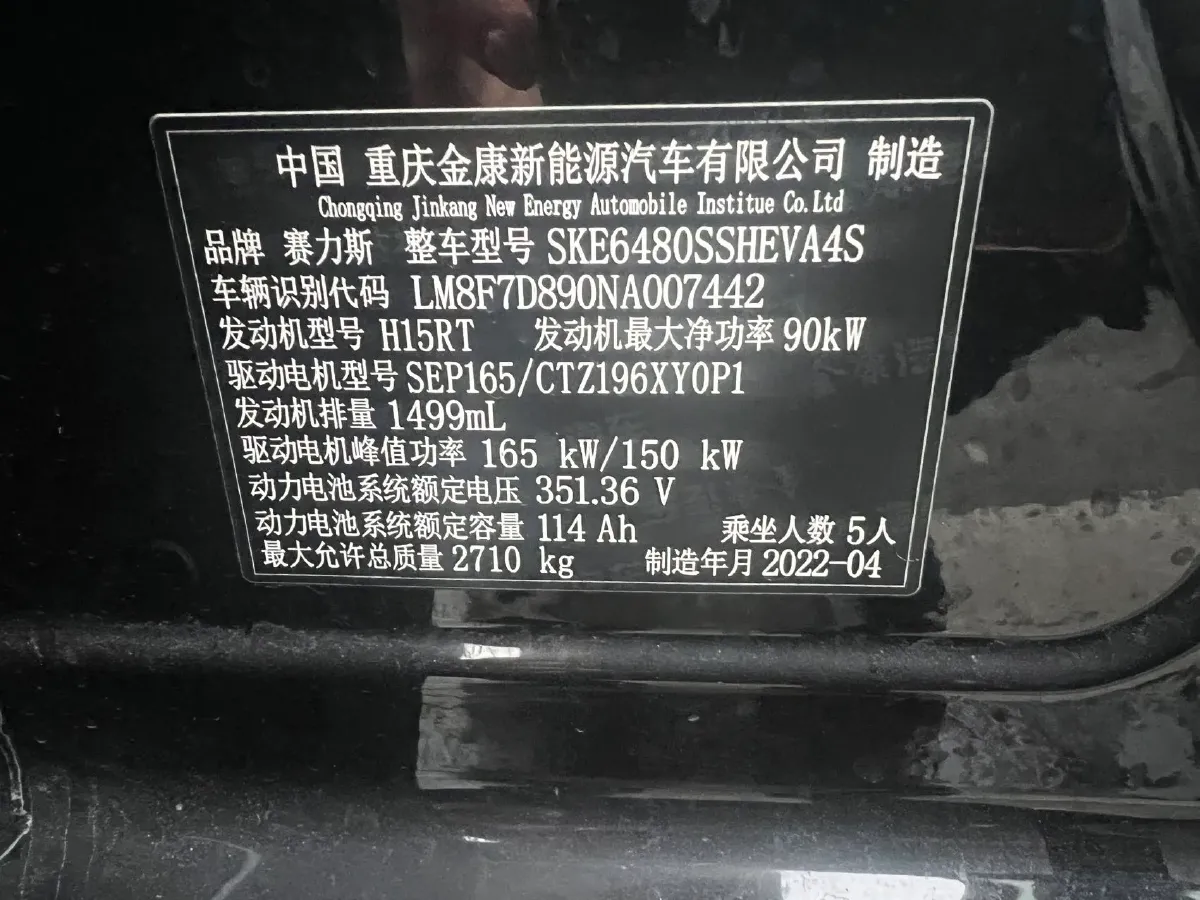 中国 重庆金康新能源汽车有限公司 制造
Chongqing Jinkang New Energy Automobile Institue Co.Ltd
品牌 赛力斯 整车型号 SKE6480SSHEVA4S
车辆识别代码 LM8F7D890NA007442
发动机型号 H15RT 发动机最大净功率 90kW
驱动电机型号 SEP165/CTZ196XY0P1
发动机排量 1499mL
驱动电机峰值功率 165 kW/150 kW
动力电池系统额定电压 351.36 V
动力电池系统额定容量 114 Ah 乘坐人数 5人
最大允许总质量 2710 kg 制造年月 2022-04